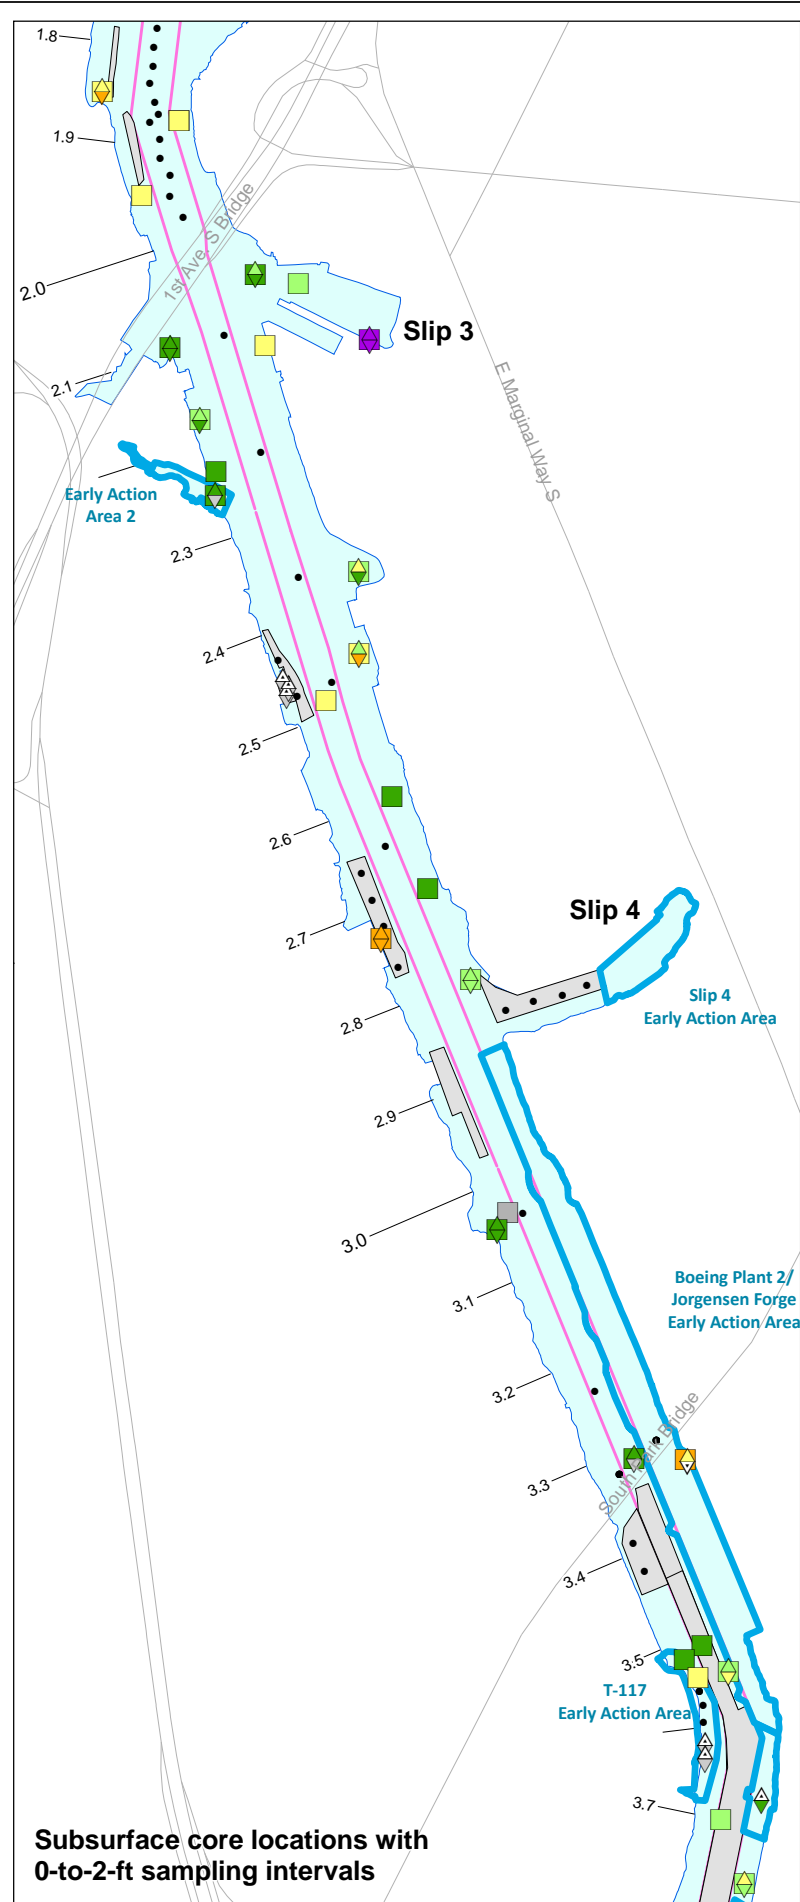 1.8
1.9
1st Ave. S Bridge
2.0
Slip 3
2.1
E Marginal Way S
Early Action
Area 2
2.3
2.4
2.5
2.6
Slip 4
2.7
Slip 4
Early Action Area
2.8
2.9
3.0
Boeing Plant 2/
Jorgensen Forge
Early Action Area
3.1
3.2
South Park Bridge
3.3
3.4
3.5
T-117
Early Action Area
3.7
Subsurface core locations with
0-to-2-ft sampling intervals